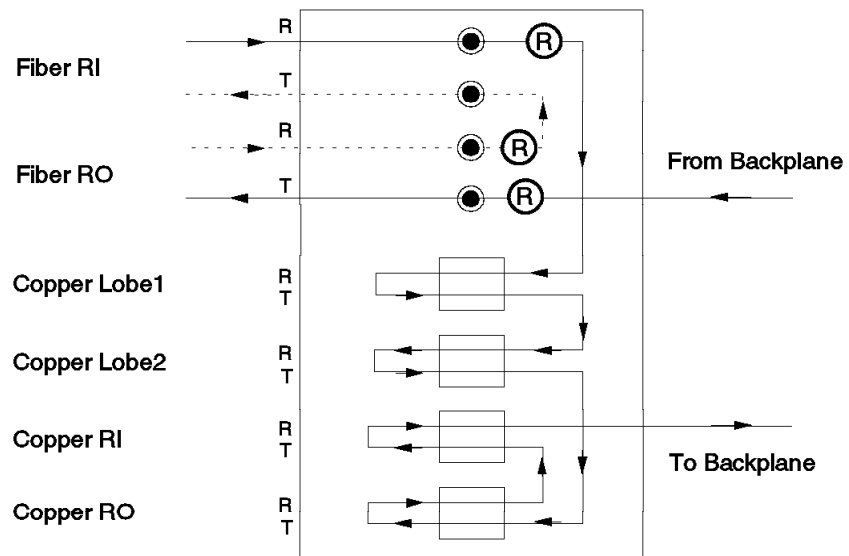 R
R
Fiber RI
T
R
R
Fiber RO
From Backplane
T
R
Copper Lobe1
R
T
Copper Lobe2
R
T
Copper RI
R
T
To Backplane
Copper RO
R
T